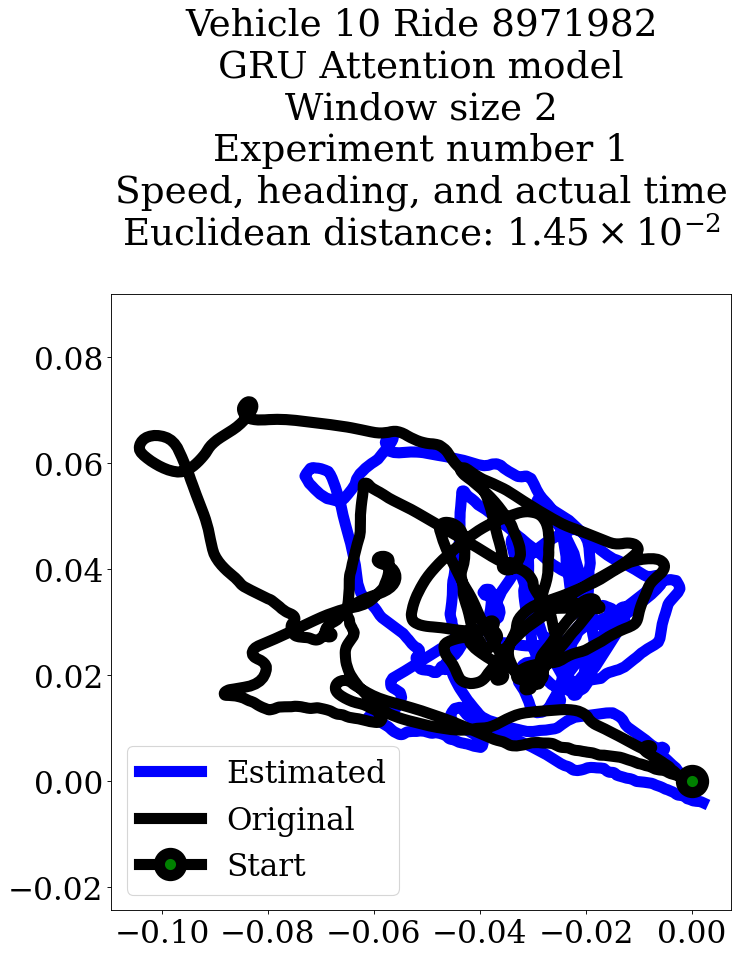 Vehicle 10 Ride 8971982
GRU Attention model
Window size 2
Experiment number 1
Speed, heading, and actual time
Euclidean distance: 1.45 × 10⁻²
0.08
0.06
0.04
0.02
0.00
−0.02
Estimated
Original
Start
−0.10 −0.08 −0.06 −0.04 −0.02 0.00